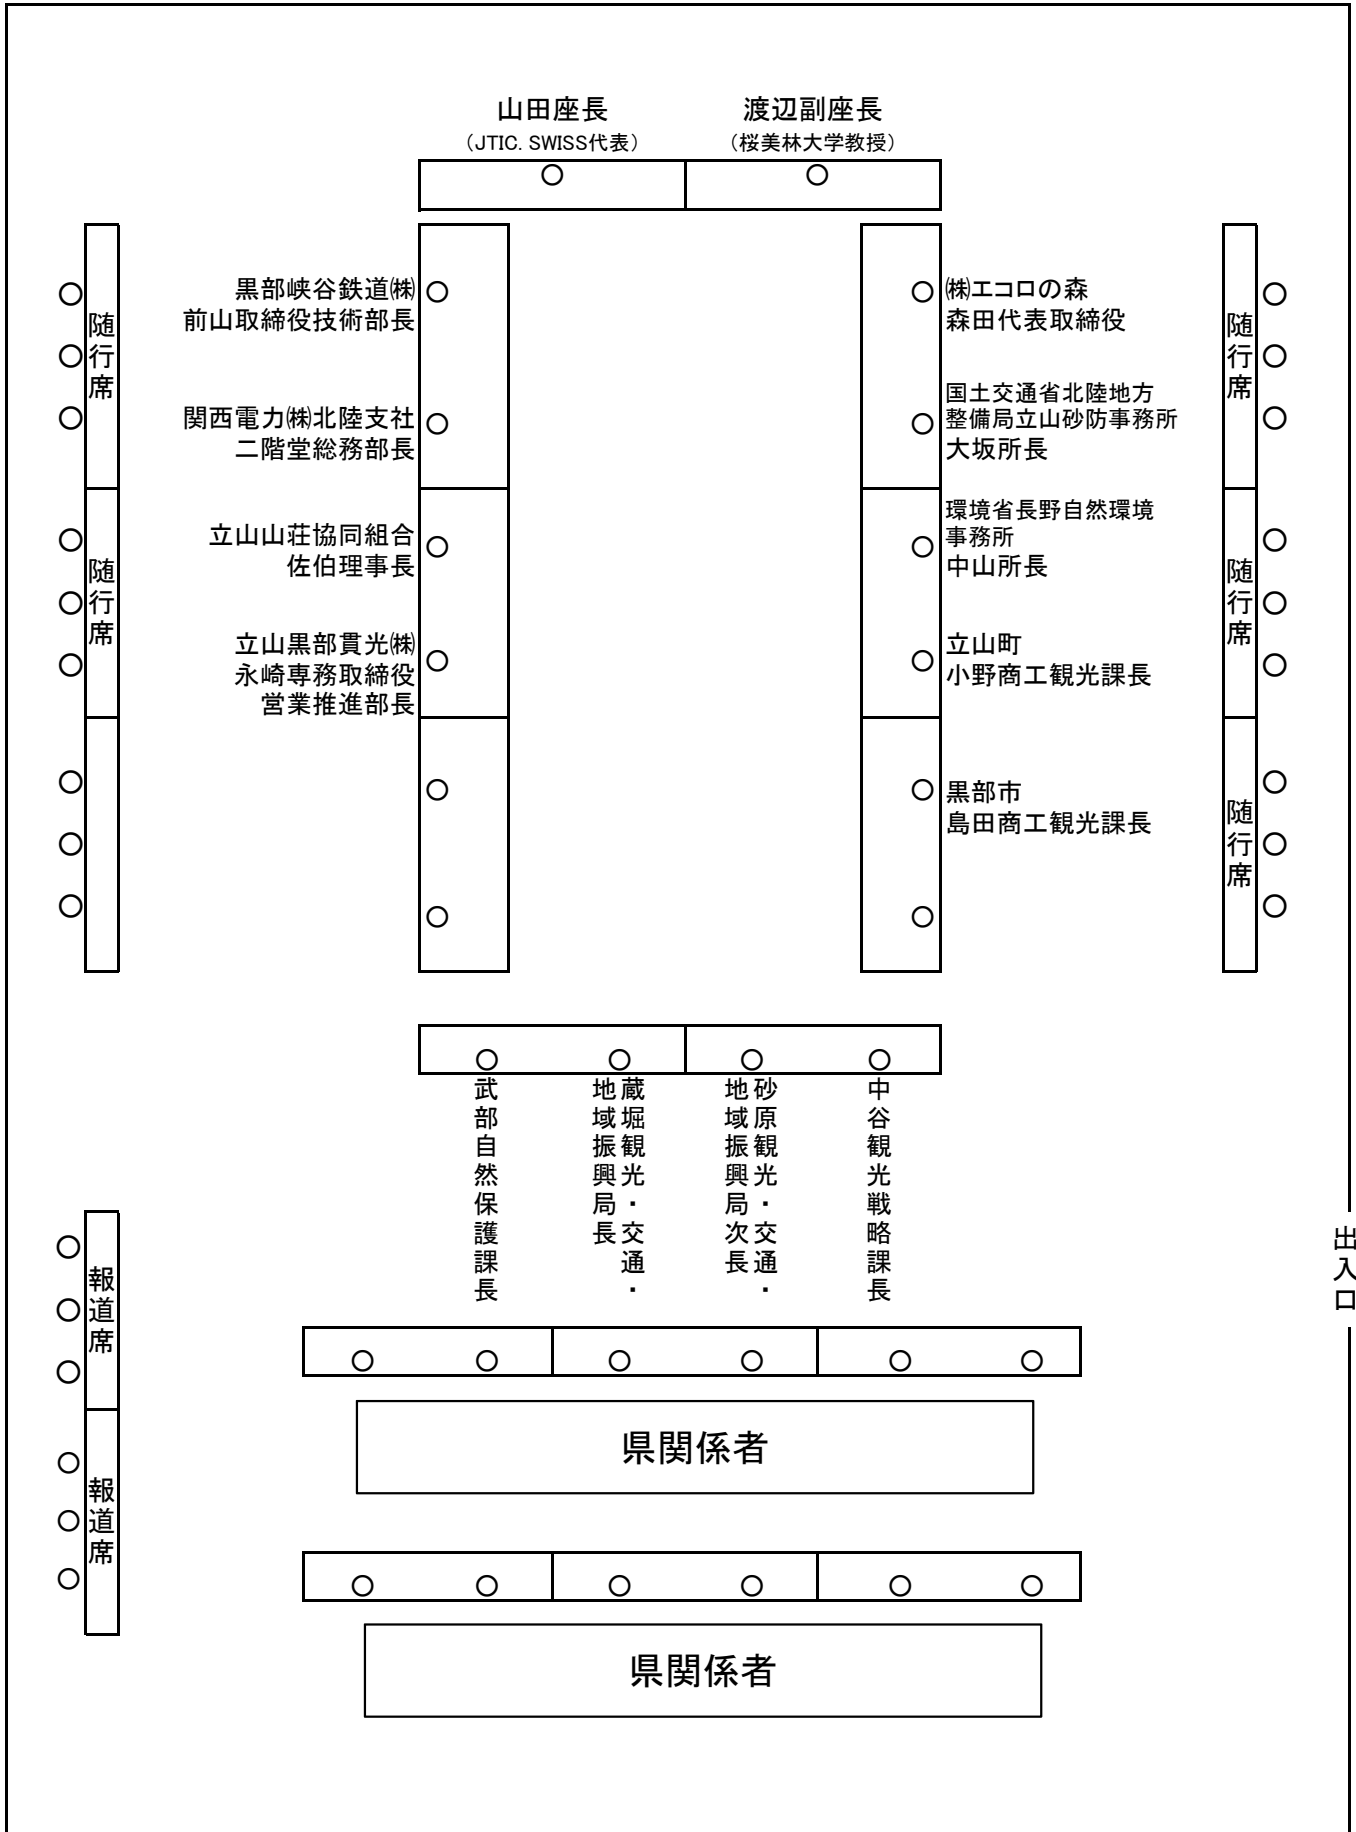 山田座長
（JTIC. SWISS代表）
渡辺副座長
（桜美林大学教授）
随行席
随行席
黒部峡谷鉄道㈱
前山取締役技術部長
関西電力㈱北陸支社
二階堂総務部長
立山山荘協同組合
佐伯理事長
立山黒部貫光㈱
永崎専務取締役
営業推進部長
㈱エコロの森
森田代表取締役
国土交通省北陸地方
整備局立山砂防事務所
大坂所長
環境省長野自然環境
事務所
中山所長
立山町
小野商工観光課長
黒部市
島田商工観光課長
随行席
随行席
随行席
武部自然保護課長
蔵堀観光・交通・
地域振興局長
砂原観光・交通・
地域振興局次長
中谷観光戦略課長
出入口
報道席
報道席
県関係者
県関係者